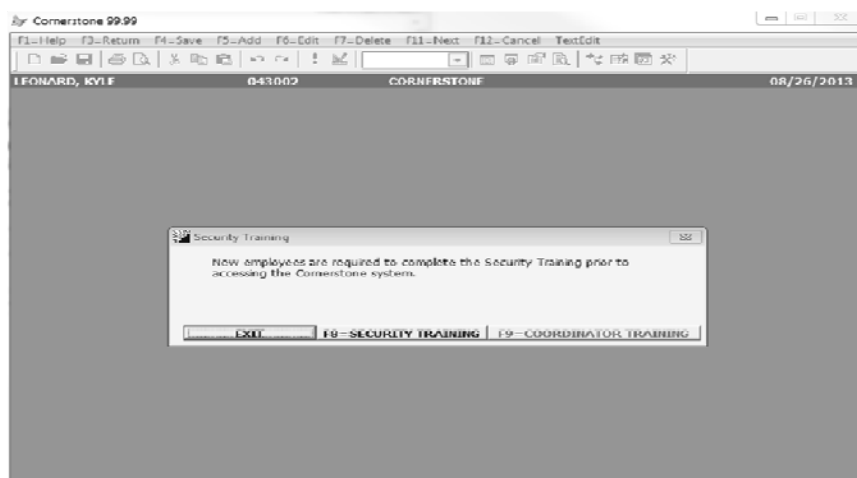 Cornerstone 99.99
F1=Help F3=Return F4=Save F5=Add F6=Edit F7=Delete F11=Next F12=Cancel TextEdit
LEONARD, KYLE 043002 CORNERSTONE 08/26/2013
Security Training
New employees are required to complete the Security Training prior to
accessing the Cornerstone system.
EXIT F8=SECURITY TRAINING F9=COORDINATOR TRAINING